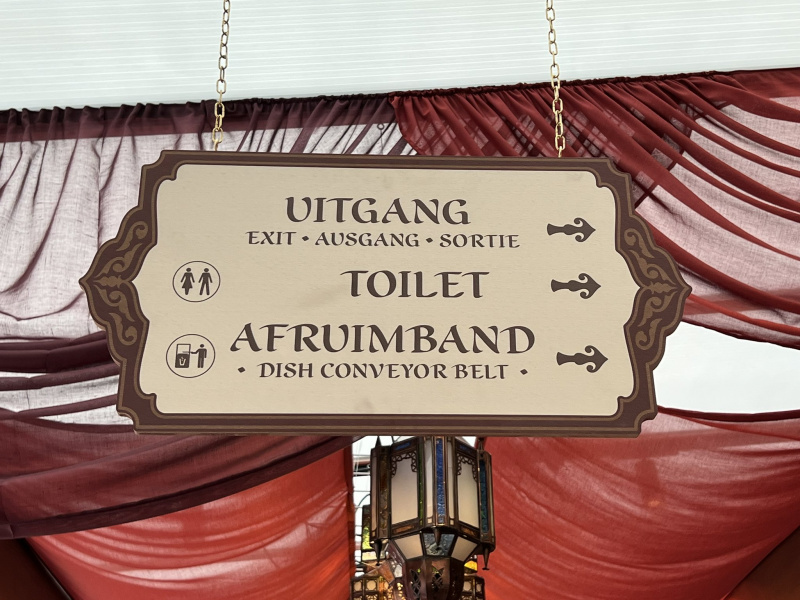 UITGANG
EXIT • AUSGANG • SORTIE
TOILET
AFRUIMBAND
• DISH CONVEYOR BELT •